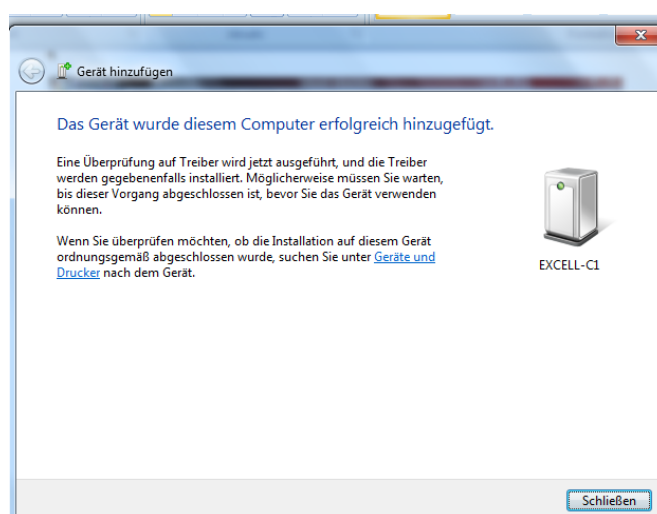 Gerät hinzufügen
Das Gerät wurde diesem Computer erfolgreich hinzugefügt.
Eine Überprüfung auf Treiber wird jetzt ausgeführt, und die Treiber
werden gegebenenfalls installiert. Möglicherweise müssen Sie warten,
bis dieser Vorgang abgeschlossen ist, bevor Sie das Gerät verwenden
können.
Wenn Sie überprüfen möchten, ob die Installation auf diesem Gerät
ordnungsgemäß abgeschlossen wurde, suchen Sie unter Geräte und
Drucker nach dem Gerät.
EXCELL-C1
Schließen